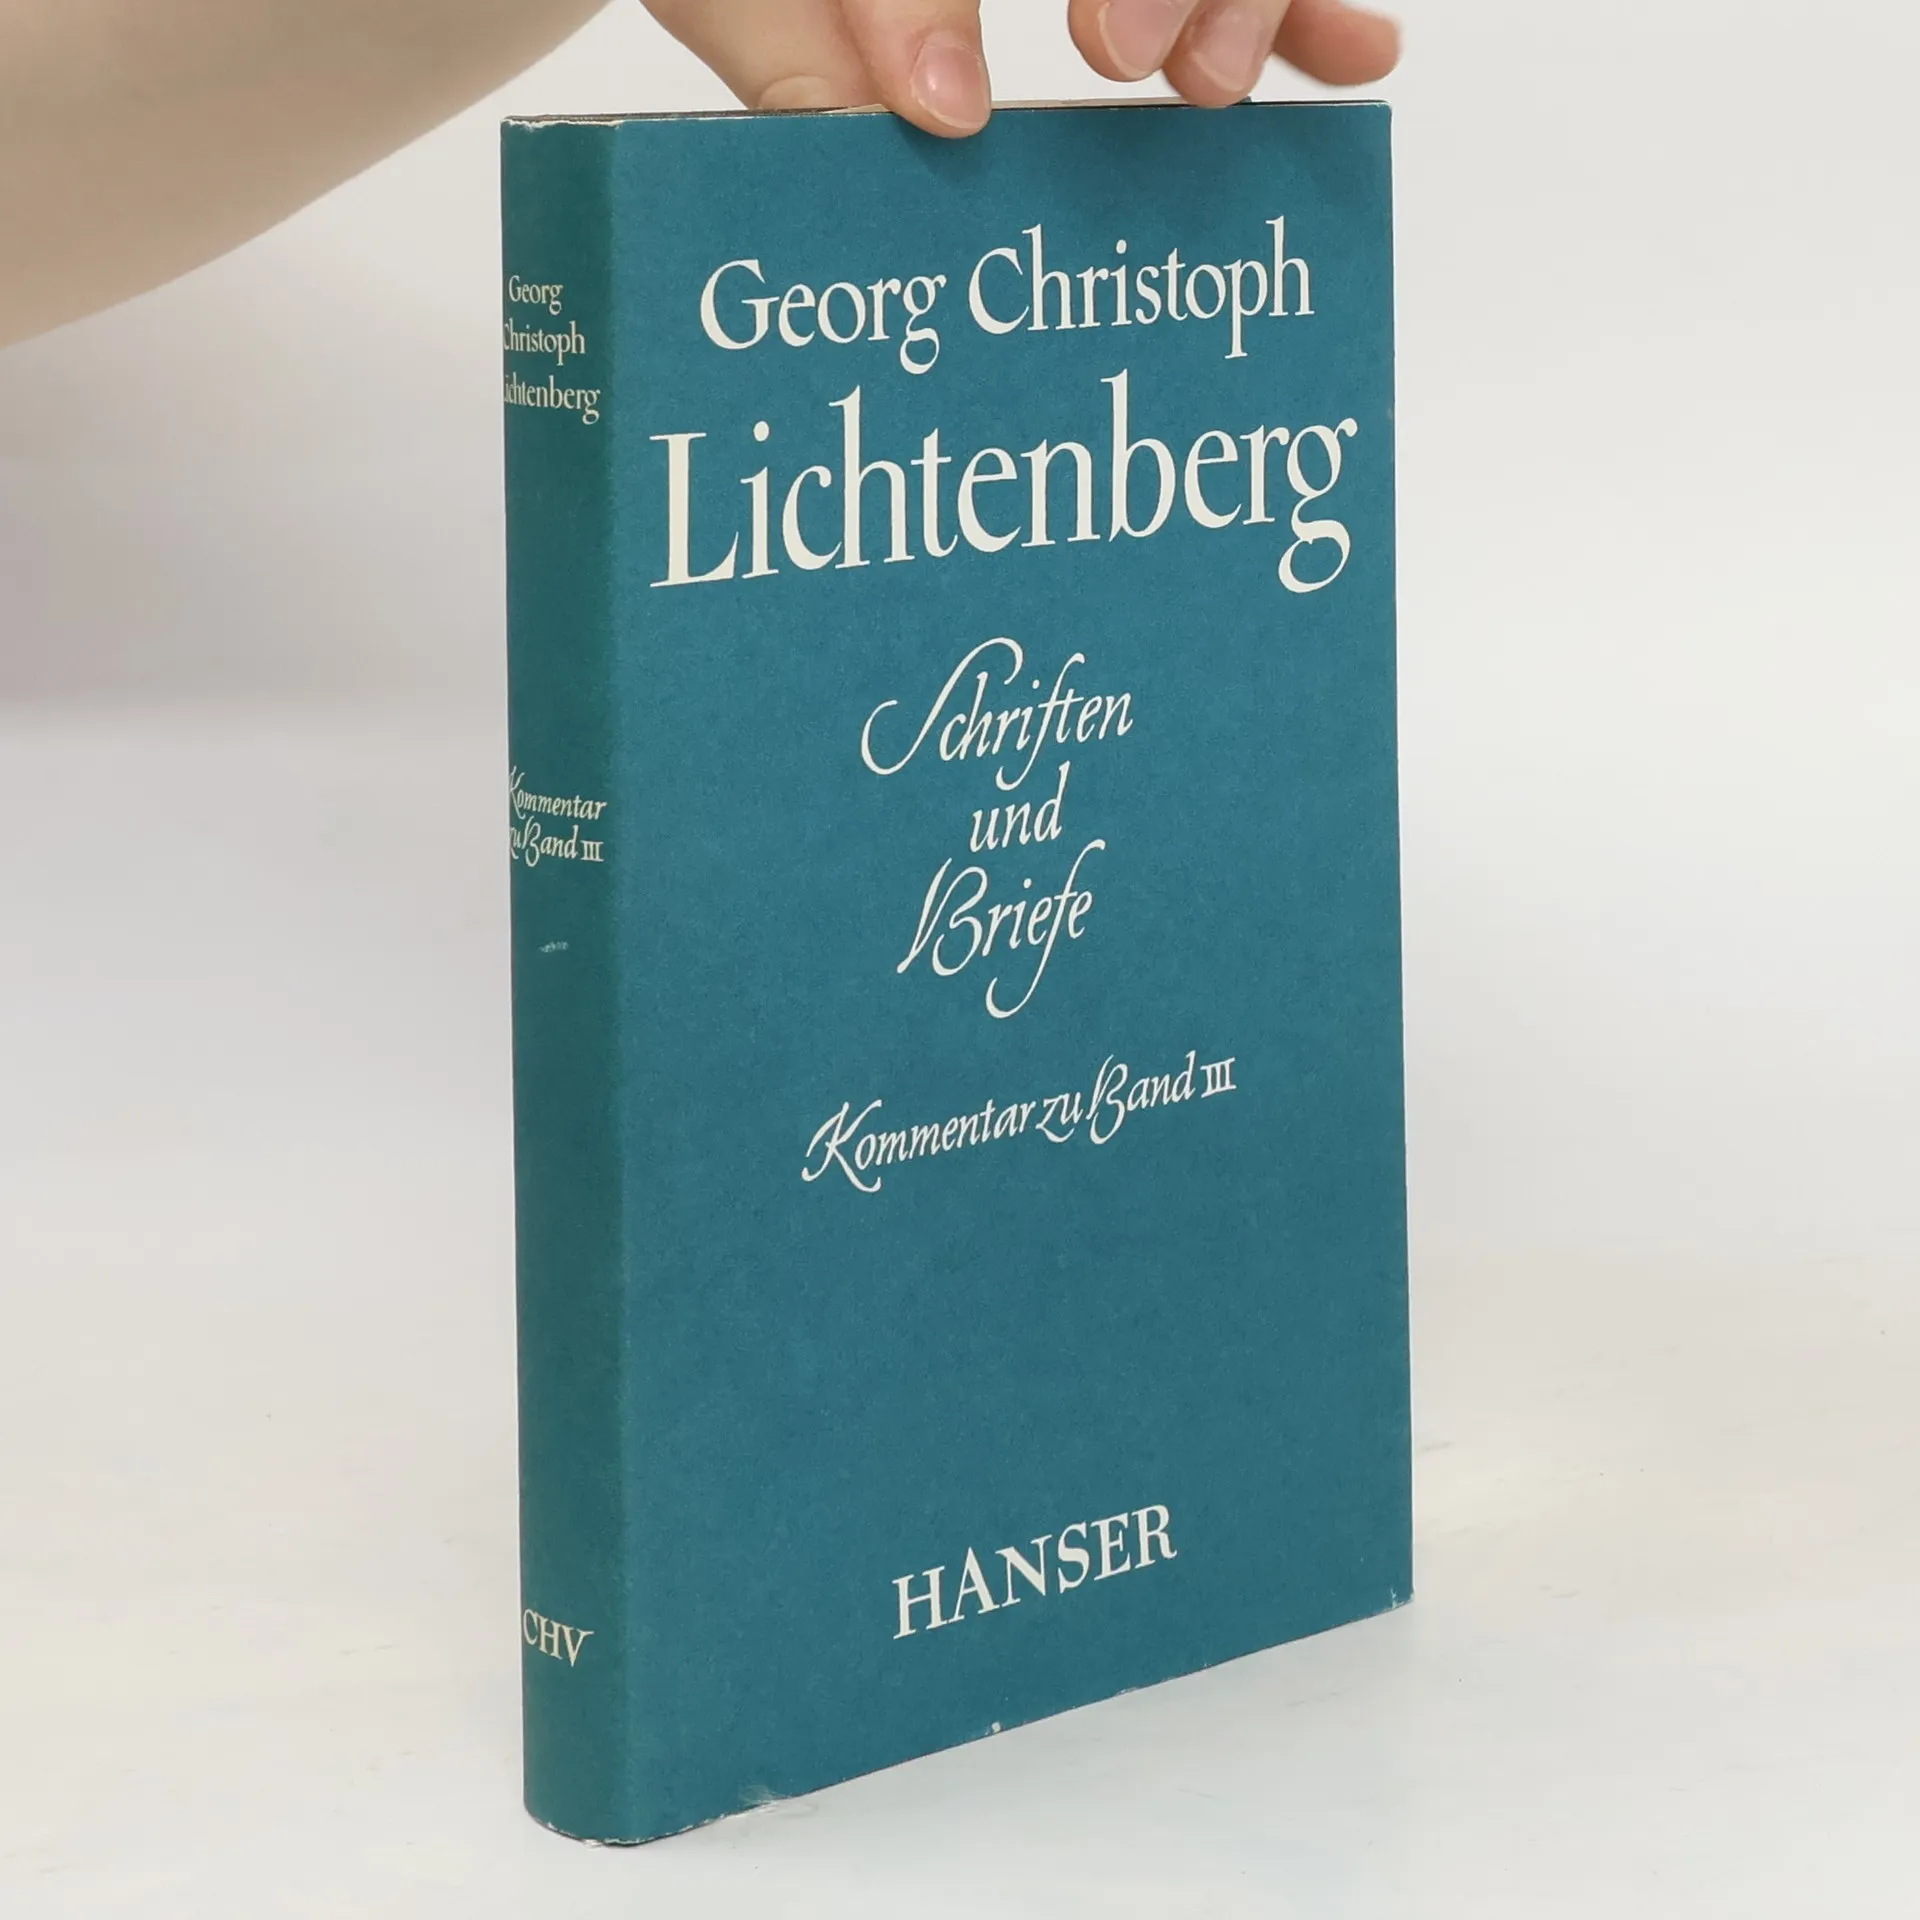 Georg
Christoph
Lichtenberg
Kommentar
zu Band III
CHV
Georg Christoph
Lichtenberg
Schriften
und
Briefe
Kommentar zu Band III
HANSER